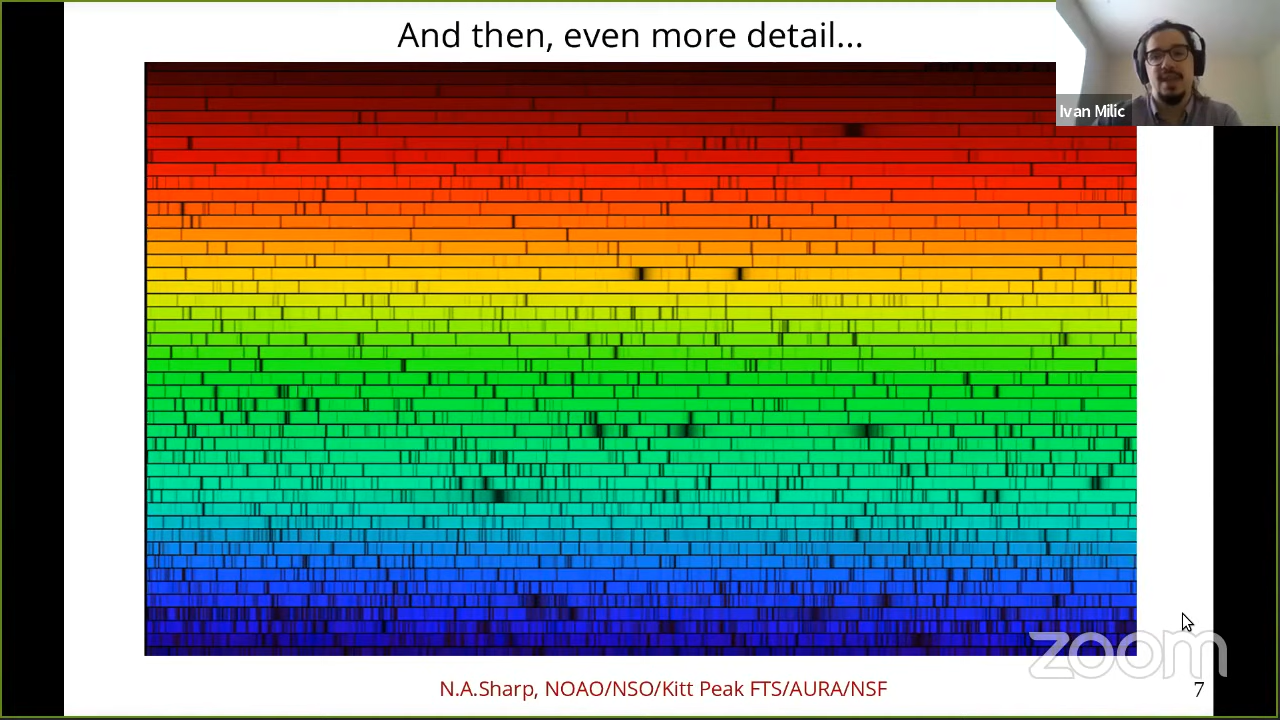 And then, even more detail...
Ivan Milic
zoom
N.A.Sharp, NOAO/NSO/Kitt Peak FTS/AURA/NSF
7